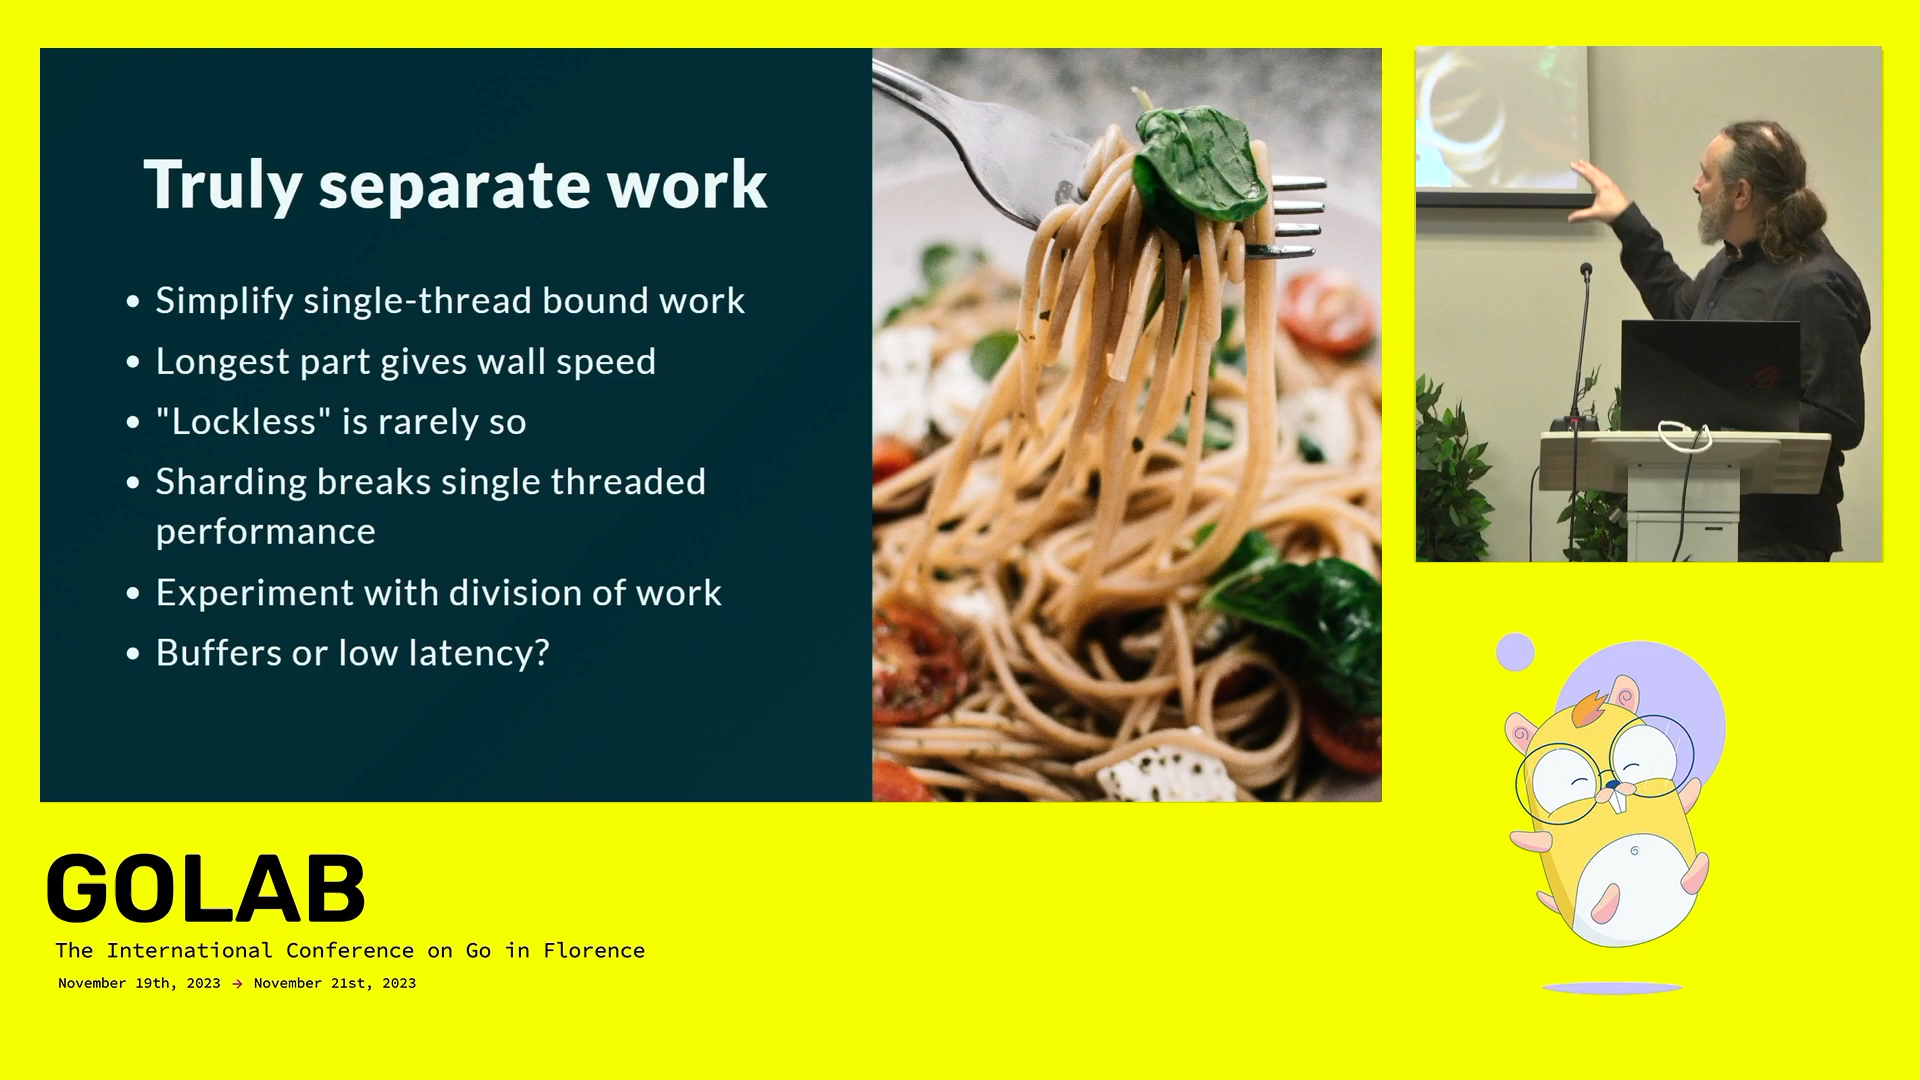 Truly separate work
• Simplify single-thread bound work
• Longest part gives wall speed
• "Lockless" is rarely so
• Sharding breaks single threaded
performance
• Experiment with division of work
• Buffers or low latency?
GOLAB
The International Conference on Go in Florence
November 19th, 2023 → November 21st, 2023